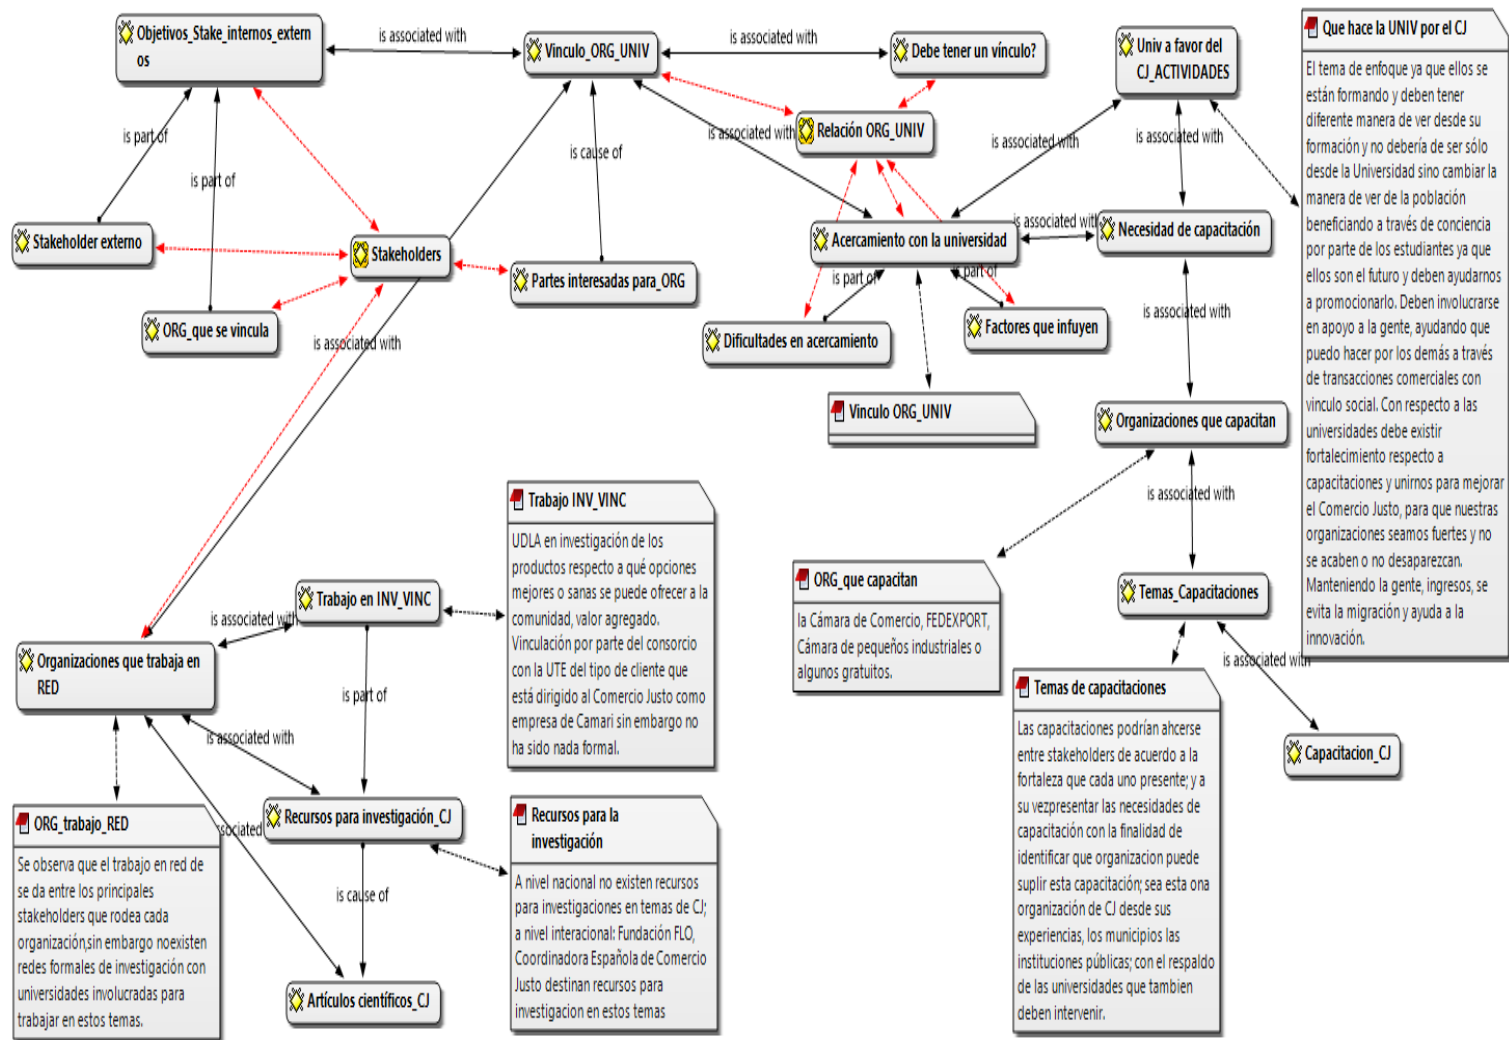 Objetivos_Stake_internos_extern
os
is associated with
Vinculo_ORG_UNIV
is associated with
Debe tener un vínculo?
Univ a favor del
CJ_ACTIVIDADES
Que hace la UNIV por el CJ
El tema de enfoque ya que ellos se
están formando y deben tener
diferente manera de ver desde su
formación y no debería de ser sólo
desde la Universidad sino cambiar la
manera de ver de la población
beneficiando a través de conciencia
por parte de los estudiantes ya que
ellos son el futuro y deben ayudarnos
a promocionarlo. Deben involucrarse
en apoyo a la gente, ayudando que
puedo hacer por los demás a través
de transacciones comerciales con
vinculo social. Con respecto a las
universidades debe existir
fortalecimiento respecto a
capacitaciones y unirnos para mejorar
el Comercio Justo, para que nuestras
organizaciones seamos fuertes y no
se acaben o no desaparezcan.
Manteniendo la gente, ingresos, se
evita la migración y ayuda a la
innovación.
is part of
is part of
is cause of
is associated with
Relación ORG_UNIV
is associated with
is associated with
Stakeholder externo
Stakeholders
Partes interesadas para_ORG
ORG_que se vincula
is associated with
Acercamiento con la universidad
is associated with
Necesidad de capacitación
is part of
is part of
Dificultades en acercamiento
Factores que infuyen
is associated with
Vinculo ORG_UNIV
Organizaciones que capacitan
is associated with
ORG_que capacitan
la Cámara de Comercio, FEDEXPORT,
Cámara de pequeños industriales o
algunos gratuitos.
Temas_Capacitaciones
is associated with
Temas de capacitaciones
Las capacitaciones podrían ahcerse
entre stakeholders de acuerdo a la
fortaleza que cada uno presente; y a
su vezpresentar las necesidades de
capacitación con la finalidad de
identificar que organizacion puede
suplir esta capacitación; sea esta ona
organización de CJ desde sus
experiencias, los municipios las
instituciones públicas; con el respaldo
de las universidades que tambien
deben intervenir.
Capacitacion_CJ
Trabajo INV_VINC
UDLA en investigación de los
productos respecto a qué opciones
mejores o sanas se puede ofrecer a la
comunidad, valor agregado.
Vinculación por parte del consorcio
con la UTE del tipo de cliente que
está dirigido al Comercio Justo como
empresa de Camari sin embargo no
ha sido nada formal.
Trabajo en INV_VINC
is associated with
Organizaciones que trabaja en
RED
is part of
is associated with
Recursos para investigación_CJ
associated
is cause of
Artículos científicos_CJ
ORG_trabajo_RED
Se observa que el trabajo en red de
se da entre los principales
stakeholders que rodea cada
organización,sin embargo noexisten
redes formales de investigación con
universidades involucradas para
trabajar en estos temas.
Recursos para la
investigación
A nivel nacional no existen recursos
para investigaciones en temas de CJ;
a nivel interacional: Fundación FLO,
Coordinadora Española de Comercio
Justo destinan recursos para
investigacion en estos temas